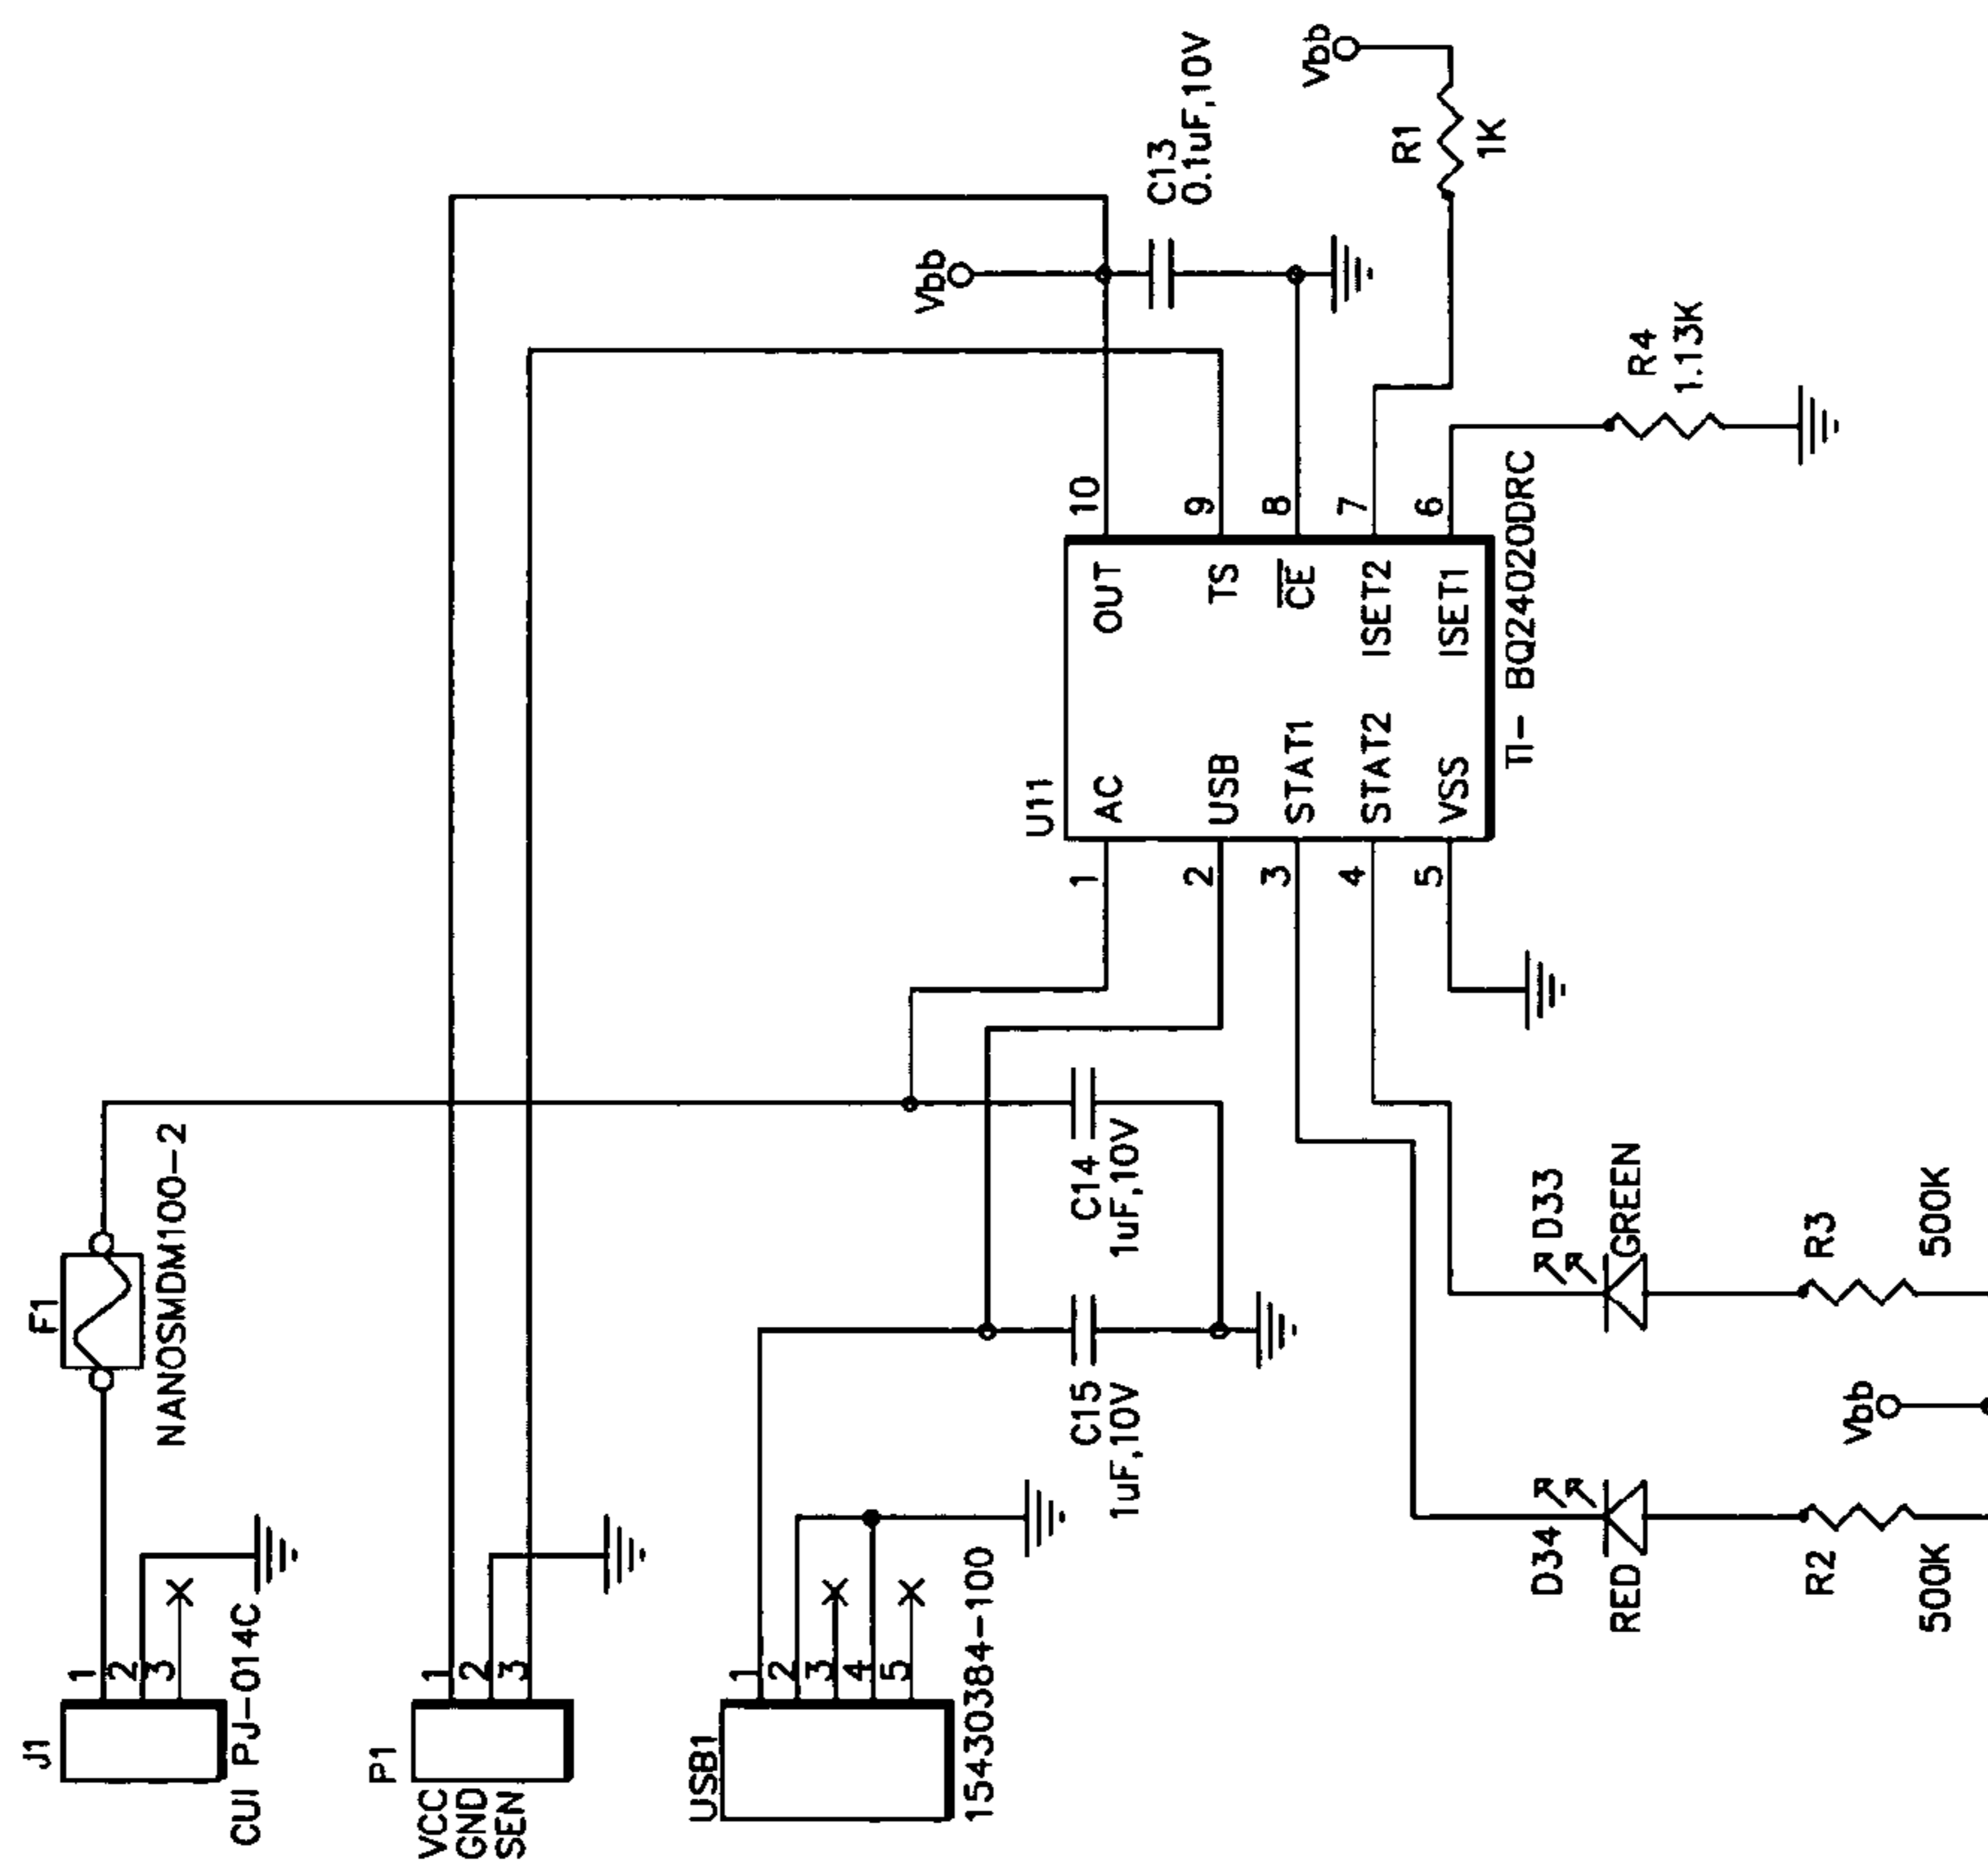 J1
1
2
3
CUI PJ-014C
F1
NANOSMDM100-2
P1
VCC
GND
SEN
1
2
3
USB1
1
2
3
4
5
15430384-100
C15
1uF,10V
C14
1uF,10V
U11
AC
USB
STAT1
STAT2
VSS
OUT
TS
CE
ISET2
ISET1
1
2
3
4
5
10
9
8
7
6
TI- BQ24020DRC
Vbb
C13
0.1uF,10V
Vbb
R1
1K
R4
1.13K
D33
GREEN
R3
500K
Vbb
D34
RED
R2
500K